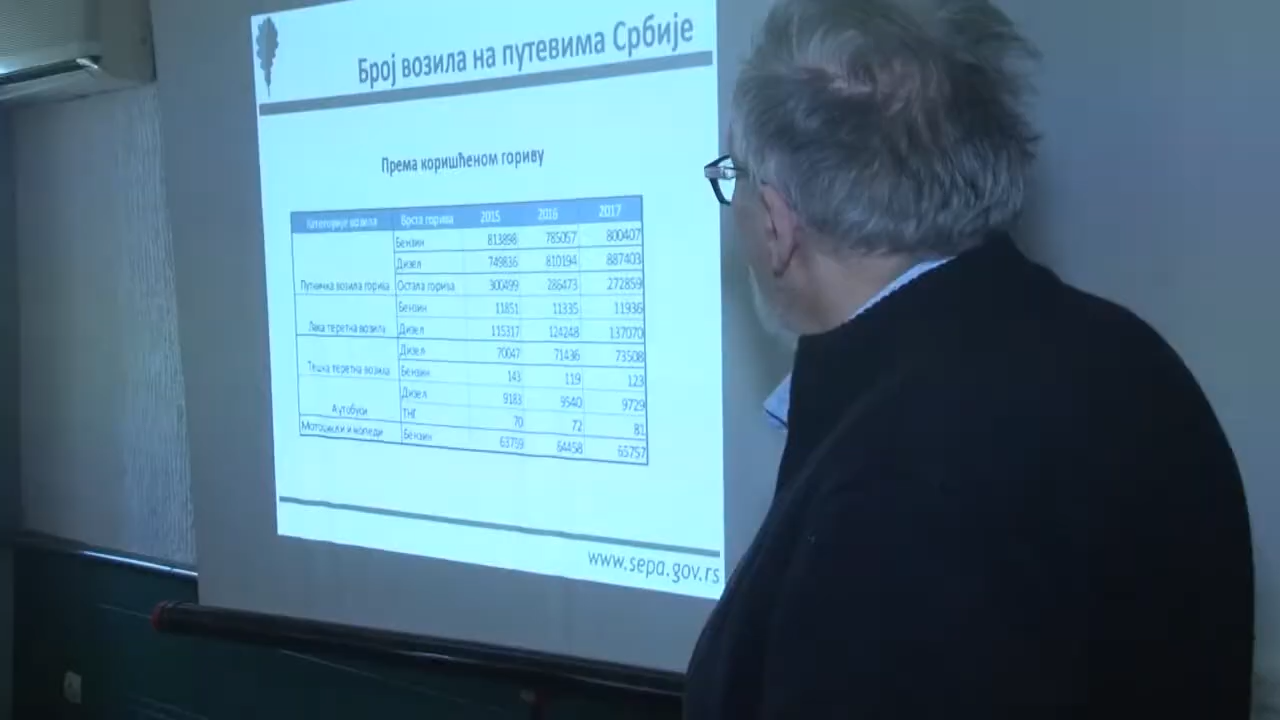 Број возила на путевима Србије
Према коришћеном гориву
Категорије возила Врста горива 2015 2016 2017
Бензин 813898 785057 800407
Дизел 749836 810194 887403
Путничка возила горива Остала горива 300499 286473 272859
Бензин 11851 11335 11936
Лака теретна возила Дизел 115317 124248 137070
Дизел 70047 71436 73508
Тешка теретна возила Бензин 143 119 123
Дизел 9183 9540 9729
Аутобуси ТНГ 70 72 81
Мотоцикли и мопеди Бензин 63759 64458 65757
www.sepa.gov.rs